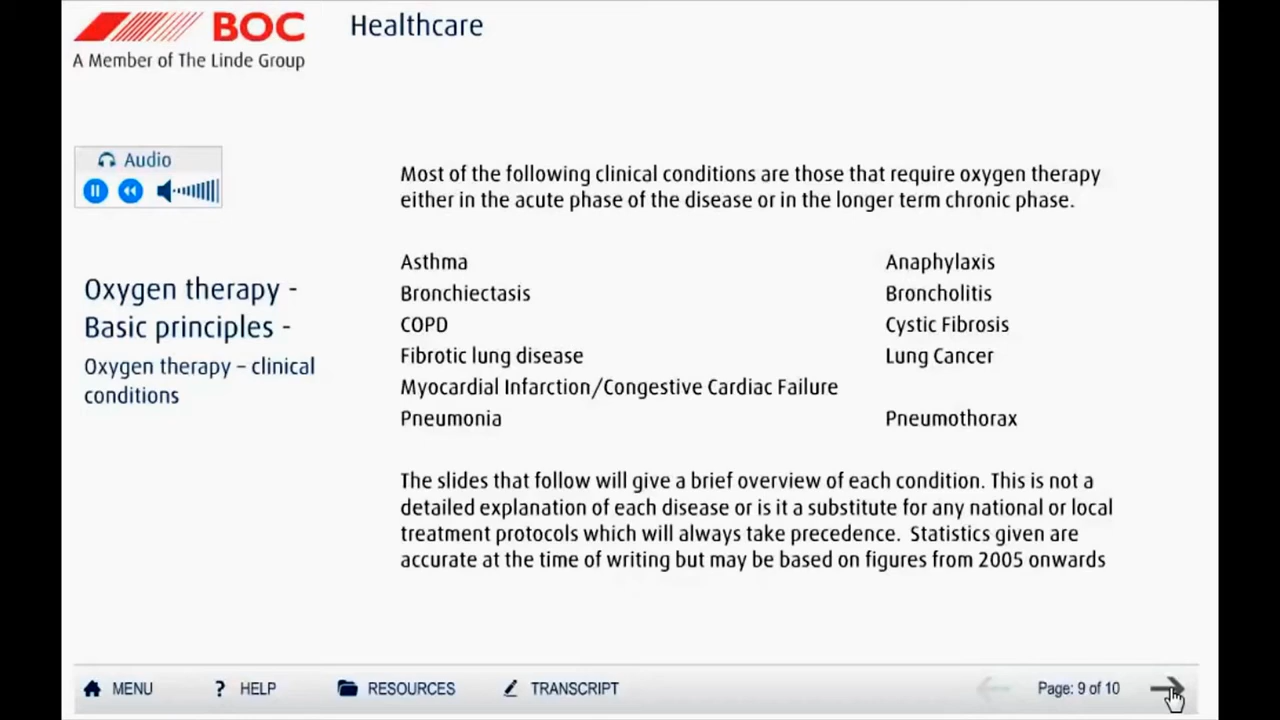 BOC
Healthcare
A Member of The Linde Group
Audio
Oxygen therapy -
Basic principles -
Oxygen therapy – clinical
conditions
Most of the following clinical conditions are those that require oxygen therapy
either in the acute phase of the disease or in the longer term chronic phase.
Asthma Anaphylaxis
Bronchiectasis Broncholitis
COPD Cystic Fibrosis
Fibrotic lung disease Lung Cancer
Myocardial Infarction/Congestive Cardiac Failure
Pneumonia Pneumothorax
The slides that follow will give a brief overview of each condition. This is not a
detailed explanation of each disease or is it a substitute for any national or local
treatment protocols which will always take precedence. Statistics given are
accurate at the time of writing but may be based on figures from 2005 onwards
MENU ? HELP RESOURCES TRANSCRIPT Page: 9 of 10